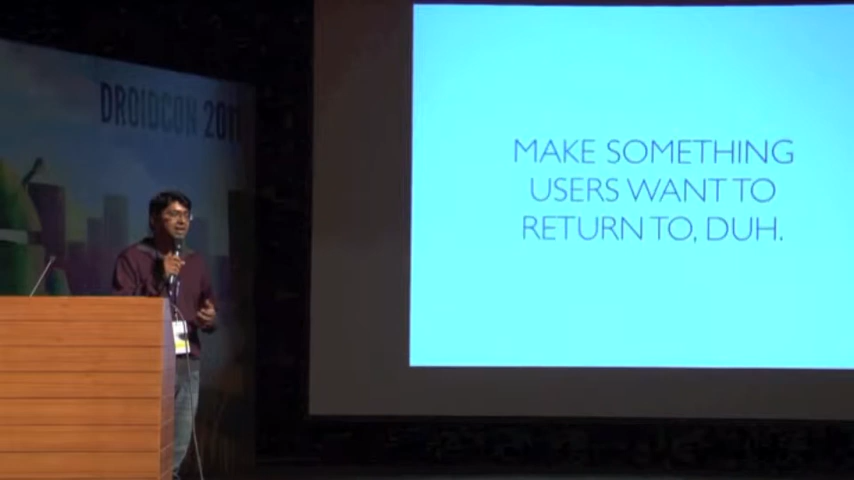 DROIDCON 2011
MAKE SOMETHING
USERS WANT TO
RETURN TO, DUH.